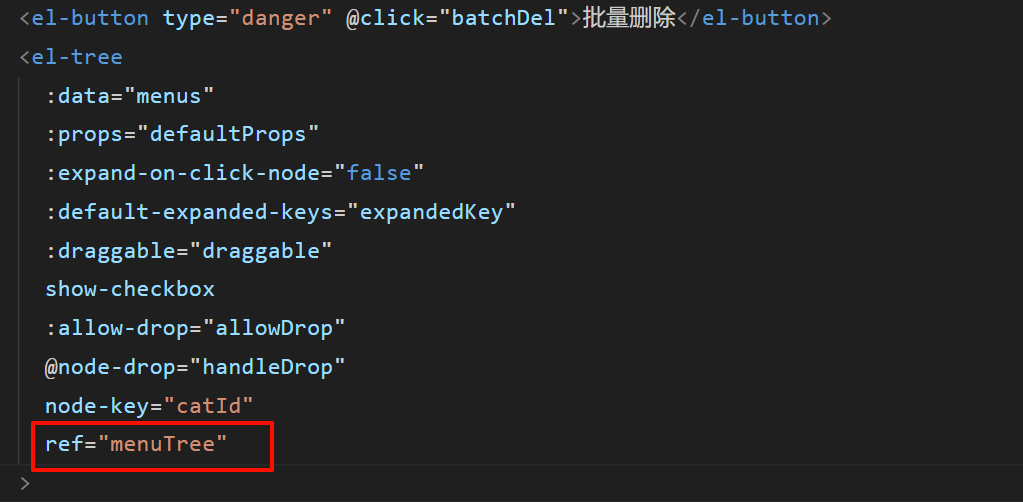 <el-button type="danger" @click="batchDel">批量删除</el-button>
<el-tree
:data="menus"
:props="defaultProps"
:expand-on-click-node="false"
:default-expanded-keys="expandedKey"
:draggable="draggable"
show-checkbox
:allow-drop="allowDrop"
@node-drop="handleDrop"
node-key="catId"
ref="menuTree"
>